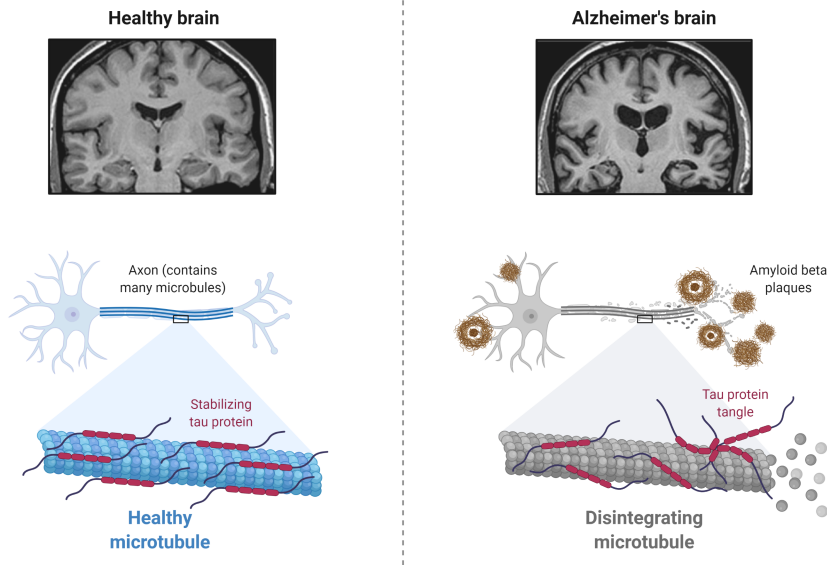 Healthy brain
Alzheimer's brain
Axon (contains
many microbules)
Amyloid beta
plaques
Stabilizing
tau protein
Tau protein
tangle
Healthy
microtubule
Disintegrating
microtubule